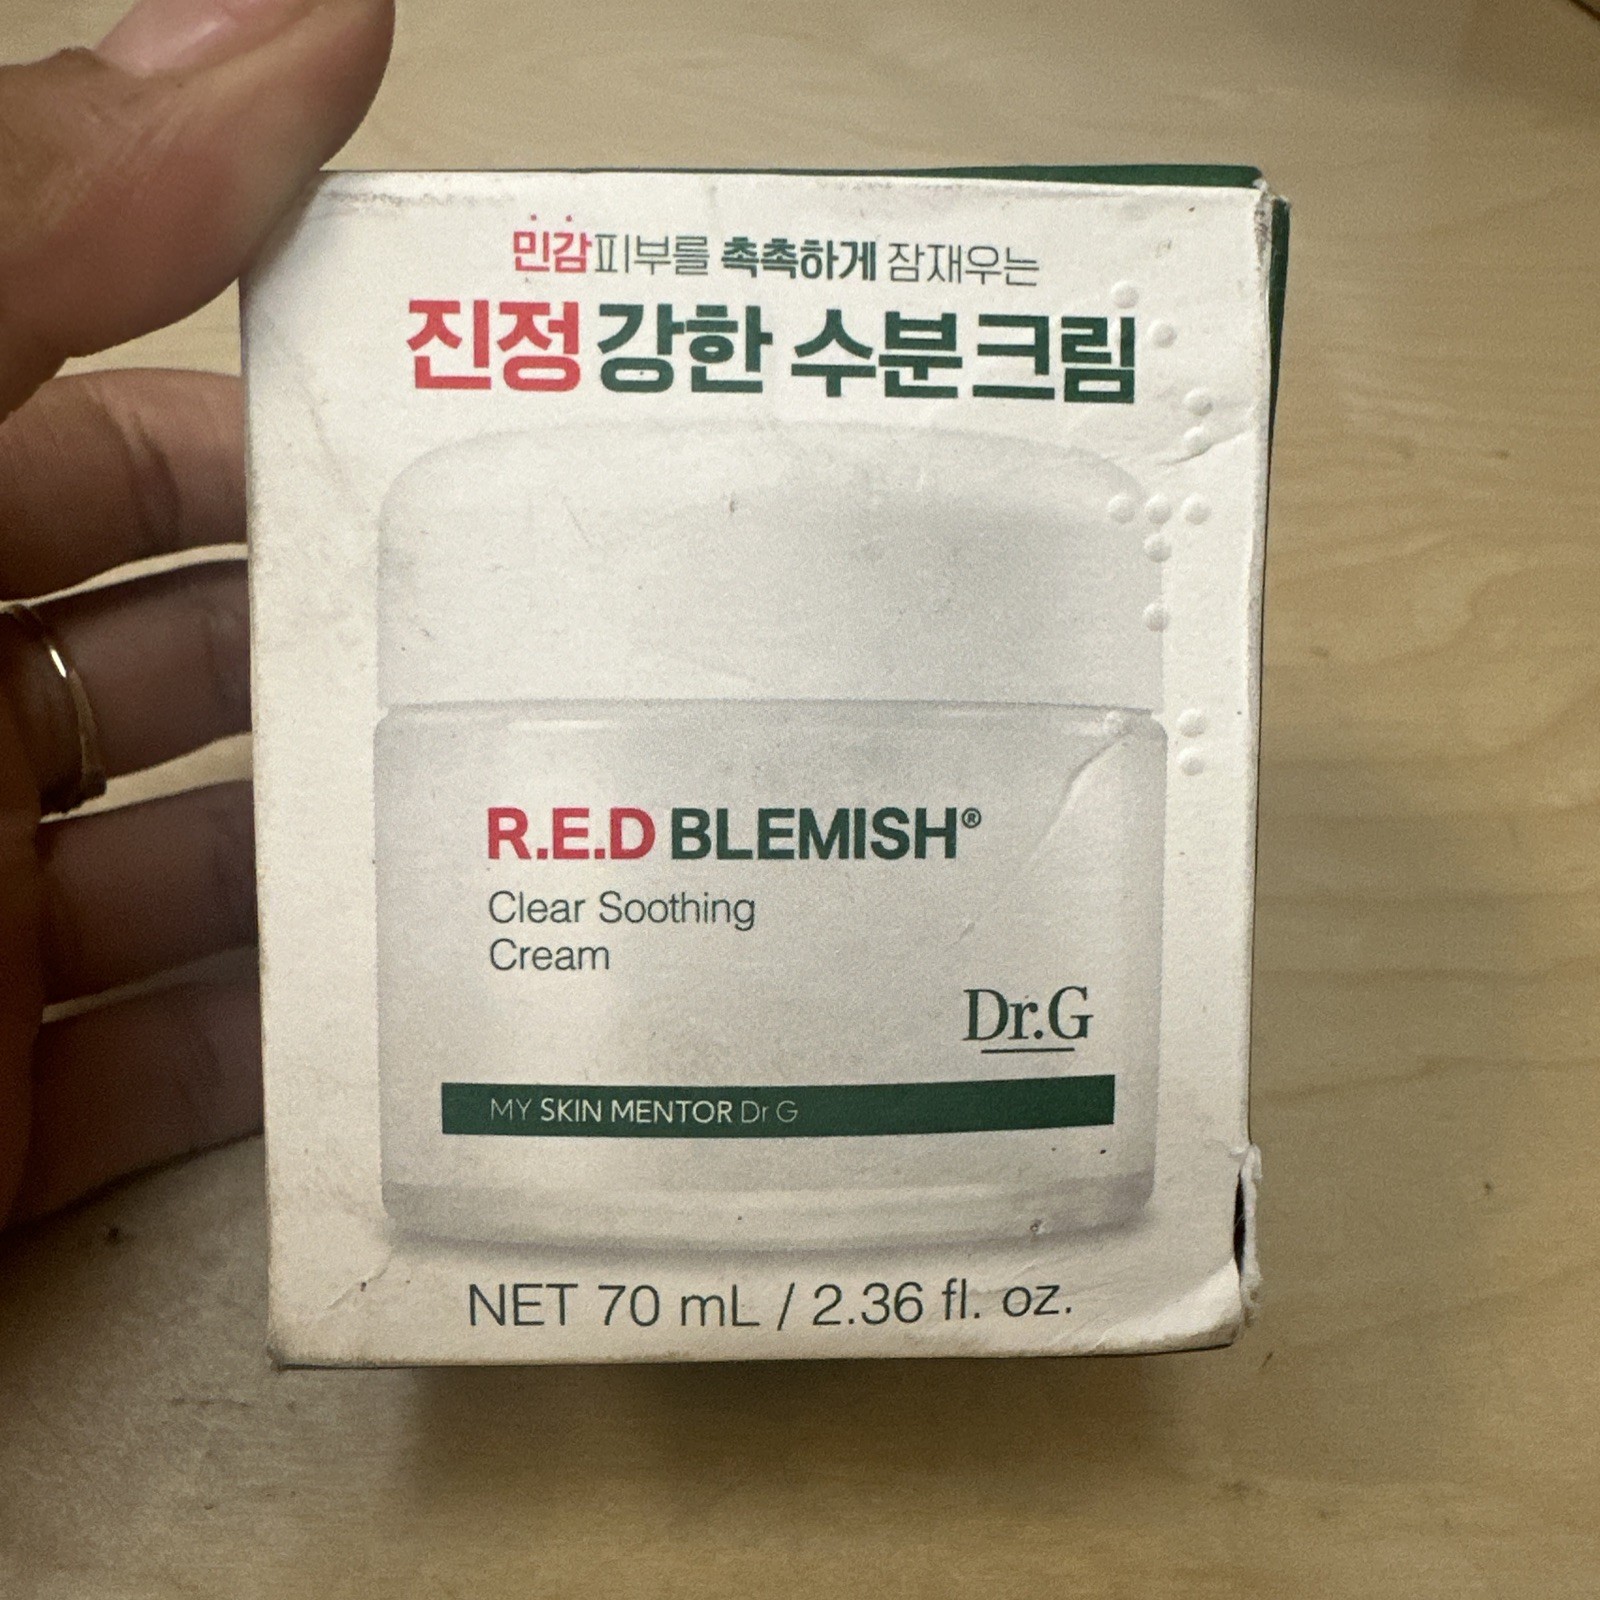 민감피부를 촉촉하게 잠재우는
진정 강한 수분크림
R.E.D BLEMISH®
Clear Soothing
Cream
Dr.G
MY SKIN MENTOR Dr G
NET 70 mL / 2.36 fl. oz.